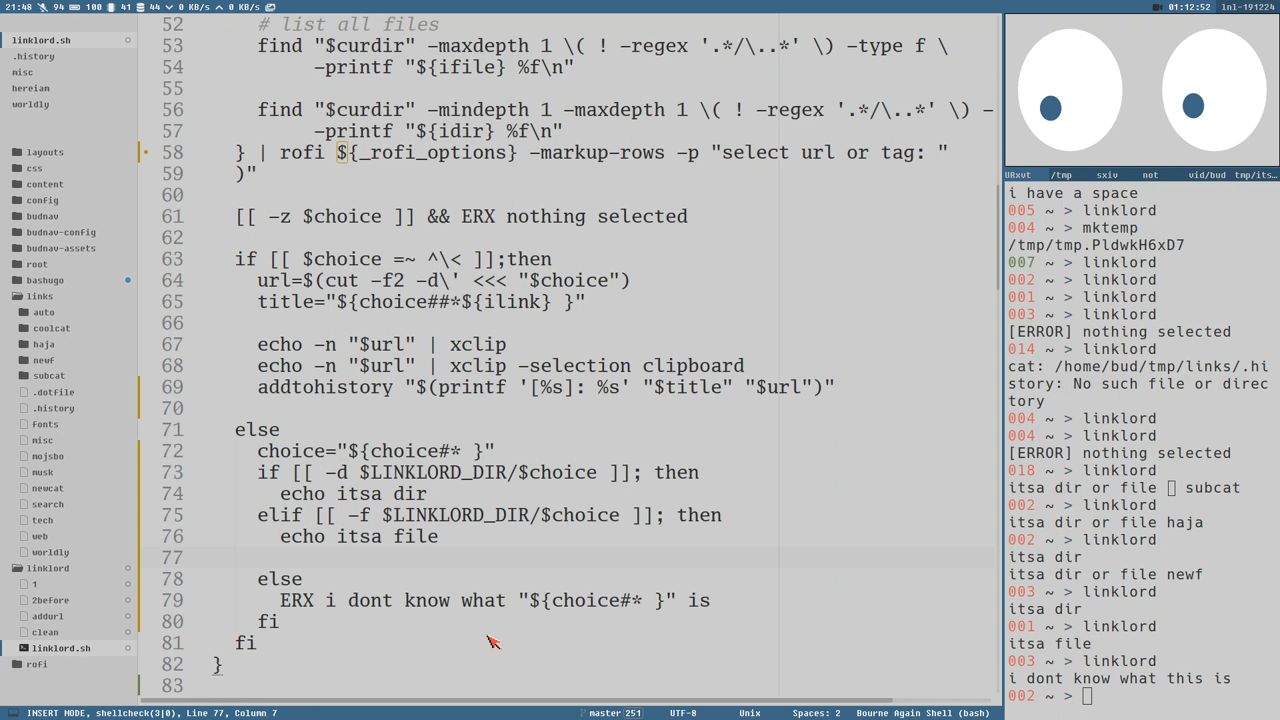 21:48 94 100 41 44 0 KB/s 0 KB/s
01:12:52 lnl-191224
linklord.sh
.history
misc
hereiam
worldly
layouts
css
content
config
budnav
budnav-config
budnav-assets
root
bashugo
links
auto
coolcat
haja
newf
subcat
.dotfile
.history
fonts
misc
mojsbo
musk
newcat
search
tech
web
worldly
linklord
1
2before
addurl
clean
linklord.sh
rofi
52 # list all files
53 find "$curdir" -maxdepth 1 \( ! -regex '.*/\..*' \) -type f \
54 -printf "${ifile} %f\n"
55
56 find "$curdir" -mindepth 1 -maxdepth 1 \( ! -regex '.*/\..*' \) -
57 -printf "${idir} %f\n"
58 } | rofi ${_rofi_options} -markup-rows -p "select url or tag: "
59 )"
60
61 [[ -z $choice ]] && ERX nothing selected
62
63 if [[ $choice =~ ^\< ]];then
64 url=$(cut -f2 -d\' <<< "$choice")
65 title="${choice##*${ilink} }"
66
67 echo -n "$url" | xclip
68 echo -n "$url" | xclip -selection clipboard
69 addtohistory "$(printf '[%s]: %s' "$title" "$url")"
70
71 else
72 choice="${choice#* }"
73 if [[ -d $LINKLORD_DIR/$choice ]]; then
74 echo itsa dir
75 elif [[ -f $LINKLORD_DIR/$choice ]]; then
76 echo itsa file
77
78 else
79 ERX i dont know what "${choice#* }" is
80 fi
81 fi
82 }
83
URxvt /tmp sxiv not vid/bud tmp/its…
i have a space
005 ~ > linklord
004 ~ > mktemp
/tmp/tmp.PldwkH6xD7
007 ~ > linklord
002 ~ > linklord
001 ~ > linklord
003 ~ > linklord
[ERROR] nothing selected
014 ~ > linklord
cat: /home/bud/tmp/links/.hi
story: No such file or direc
tory
004 ~ > linklord
004 ~ > linklord
[ERROR] nothing selected
018 ~ > linklord
itsa dir or file subcat
002 ~ > linklord
itsa dir or file haja
002 ~ > linklord
itsa dir
itsa dir or file newf
003 ~ > linklord
itsa dir
001 ~ > linklord
itsa file
003 ~ > linklord
i dont know what this is
002 ~ >
INSERT MODE, shellcheck(3|0), Line 77, Column 7 master 251 UTF-8 Unix Spaces: 2 Bourne Again Shell (bash)